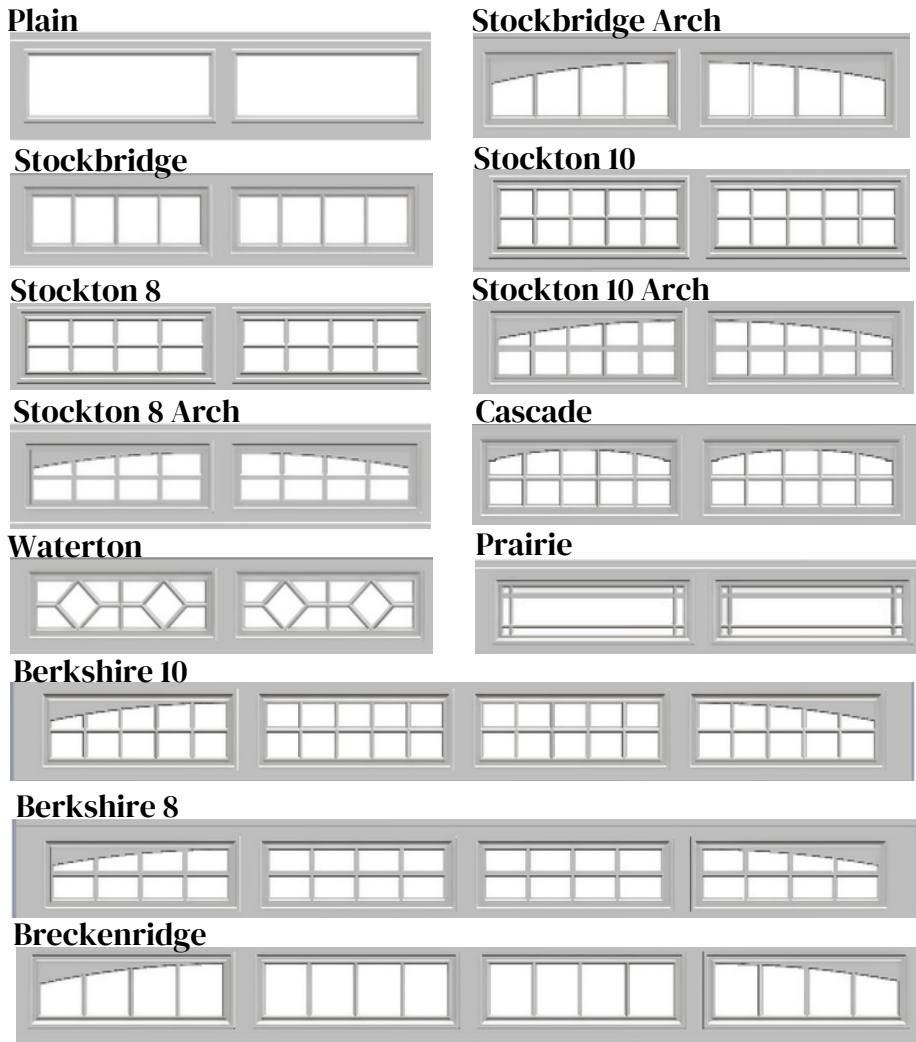 Plain
Stockbridge Arch
Stockbridge
Stockton 10
Stockton 8
Stockton 10 Arch
Stockton 8 Arch
Cascade
Waterton
Prairie
Berkshire 10
Berkshire 8
Breckenridge